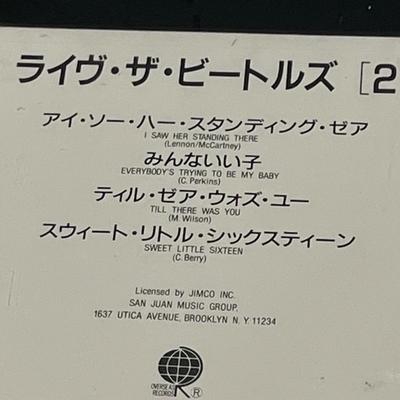 ライヴ・ザ・ビートルズ [2
アイ・ソー・ハー・スタンディング・ゼア
I SAW HER STANDING THERE
(Lennon/McCartney)
みんないい子
EVERYBODY'S TRYING TO BE MY BABY
(C. Perkins)
ティル・ゼア・ウォズ・ユー
TILL THERE WAS YOU
(M. Wilson)
スウィート・リトル・シックスティーン
SWEET LITTLE SIXTEEN
(C. Berry)
Licensed by JIMCO INC.
SAN JUAN MUSIC GROUP,
1637 UTICA AVENUE, BROOKLYN N.Y. 11234
OVERSEAS
RECORDS
®